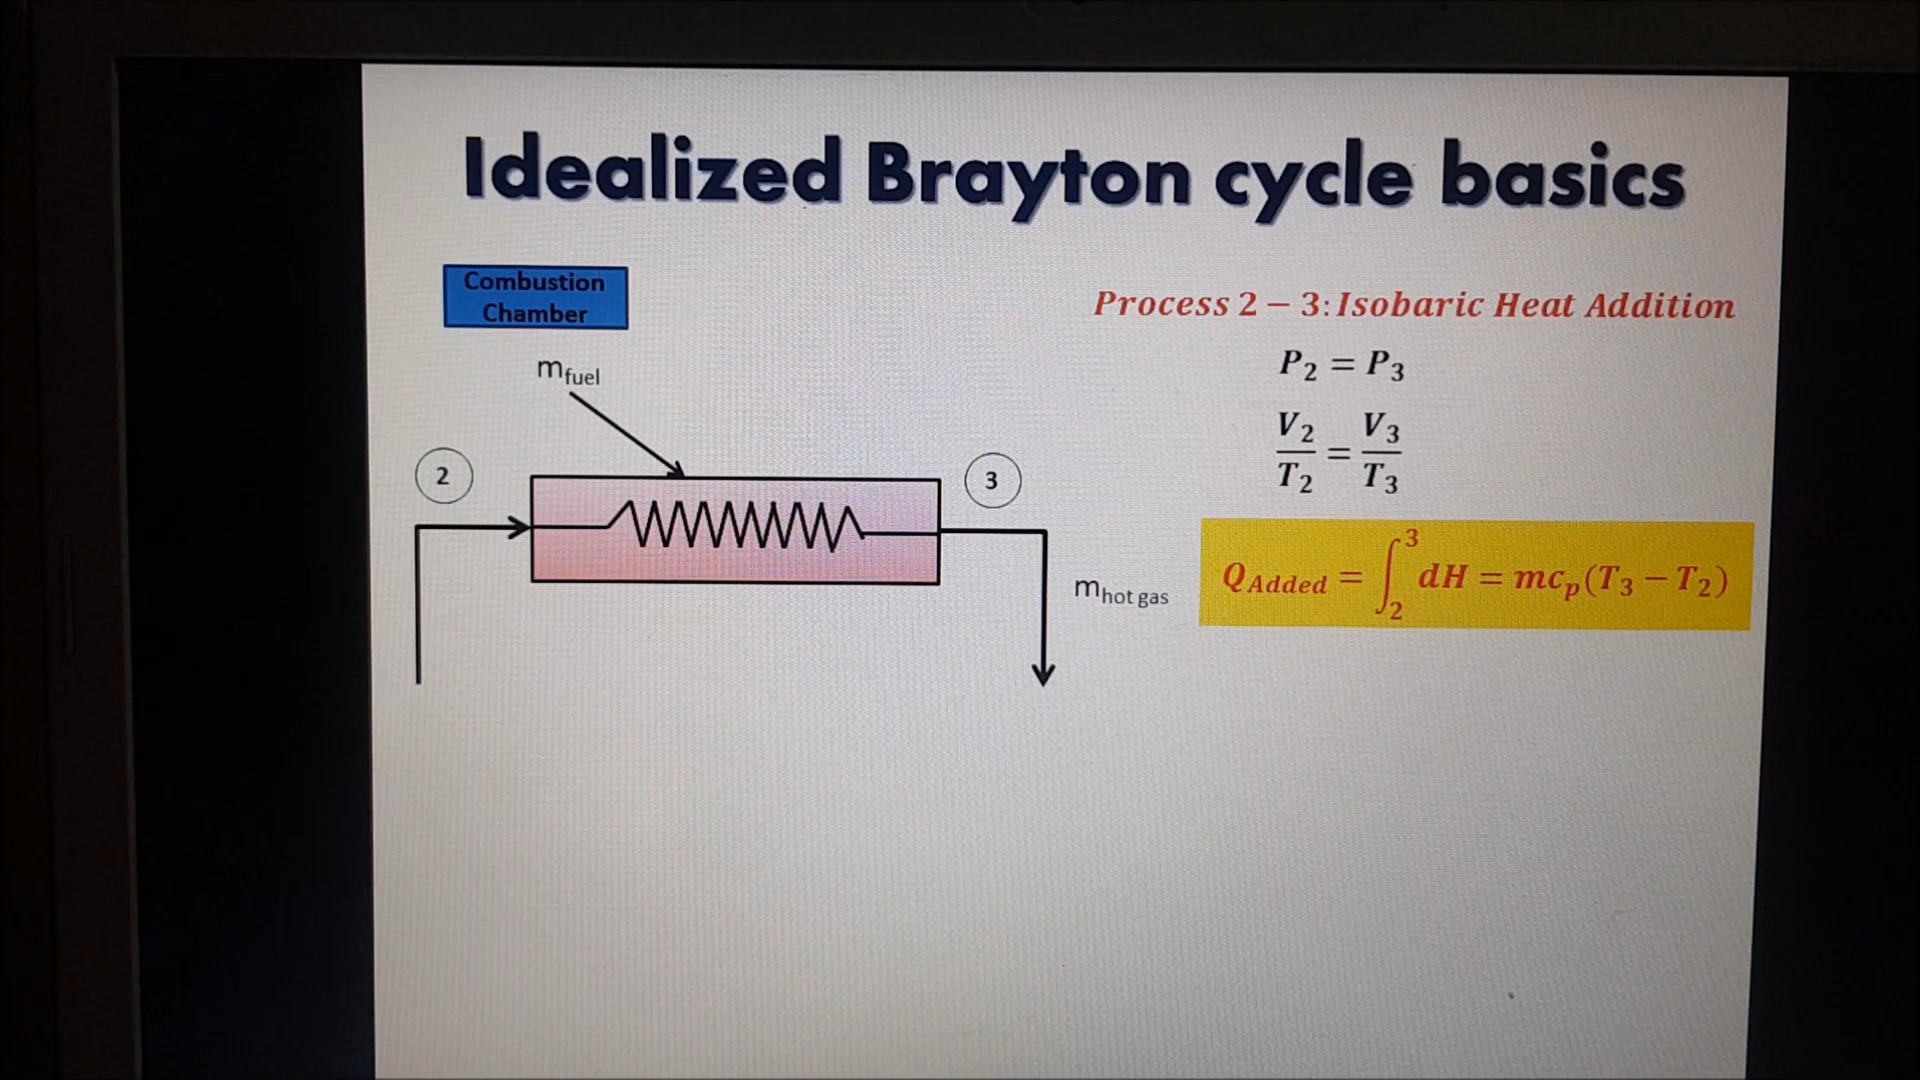 Idealized Brayton cycle basics
Combustion
Chamber
m_fuel
2
3
m_hot gas
Process 2 – 3: Isobaric Heat Addition
P₂ = P₃
V₂/T₂ = V₃/T₃
Q_Added = ∫₂³ dH = mc_p(T₃ – T₂)